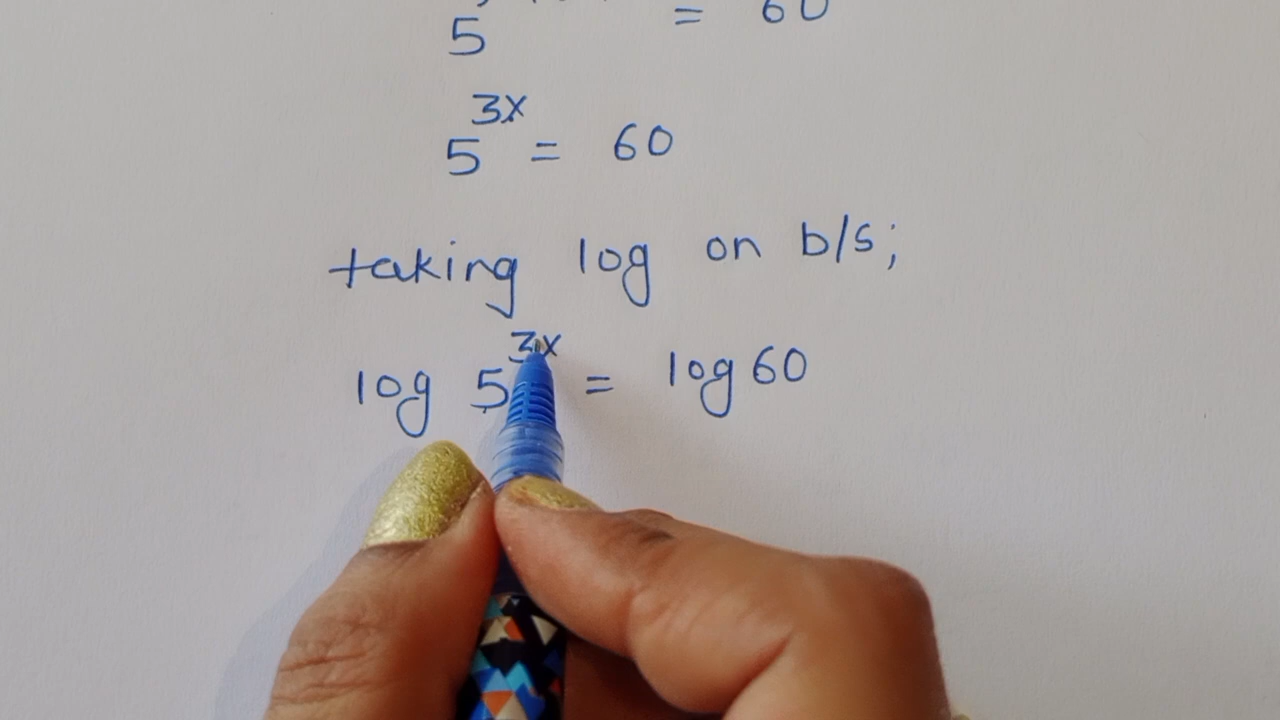 5 = 60
5^3x = 60
taking log on b/s;
log 5^3x = log 60